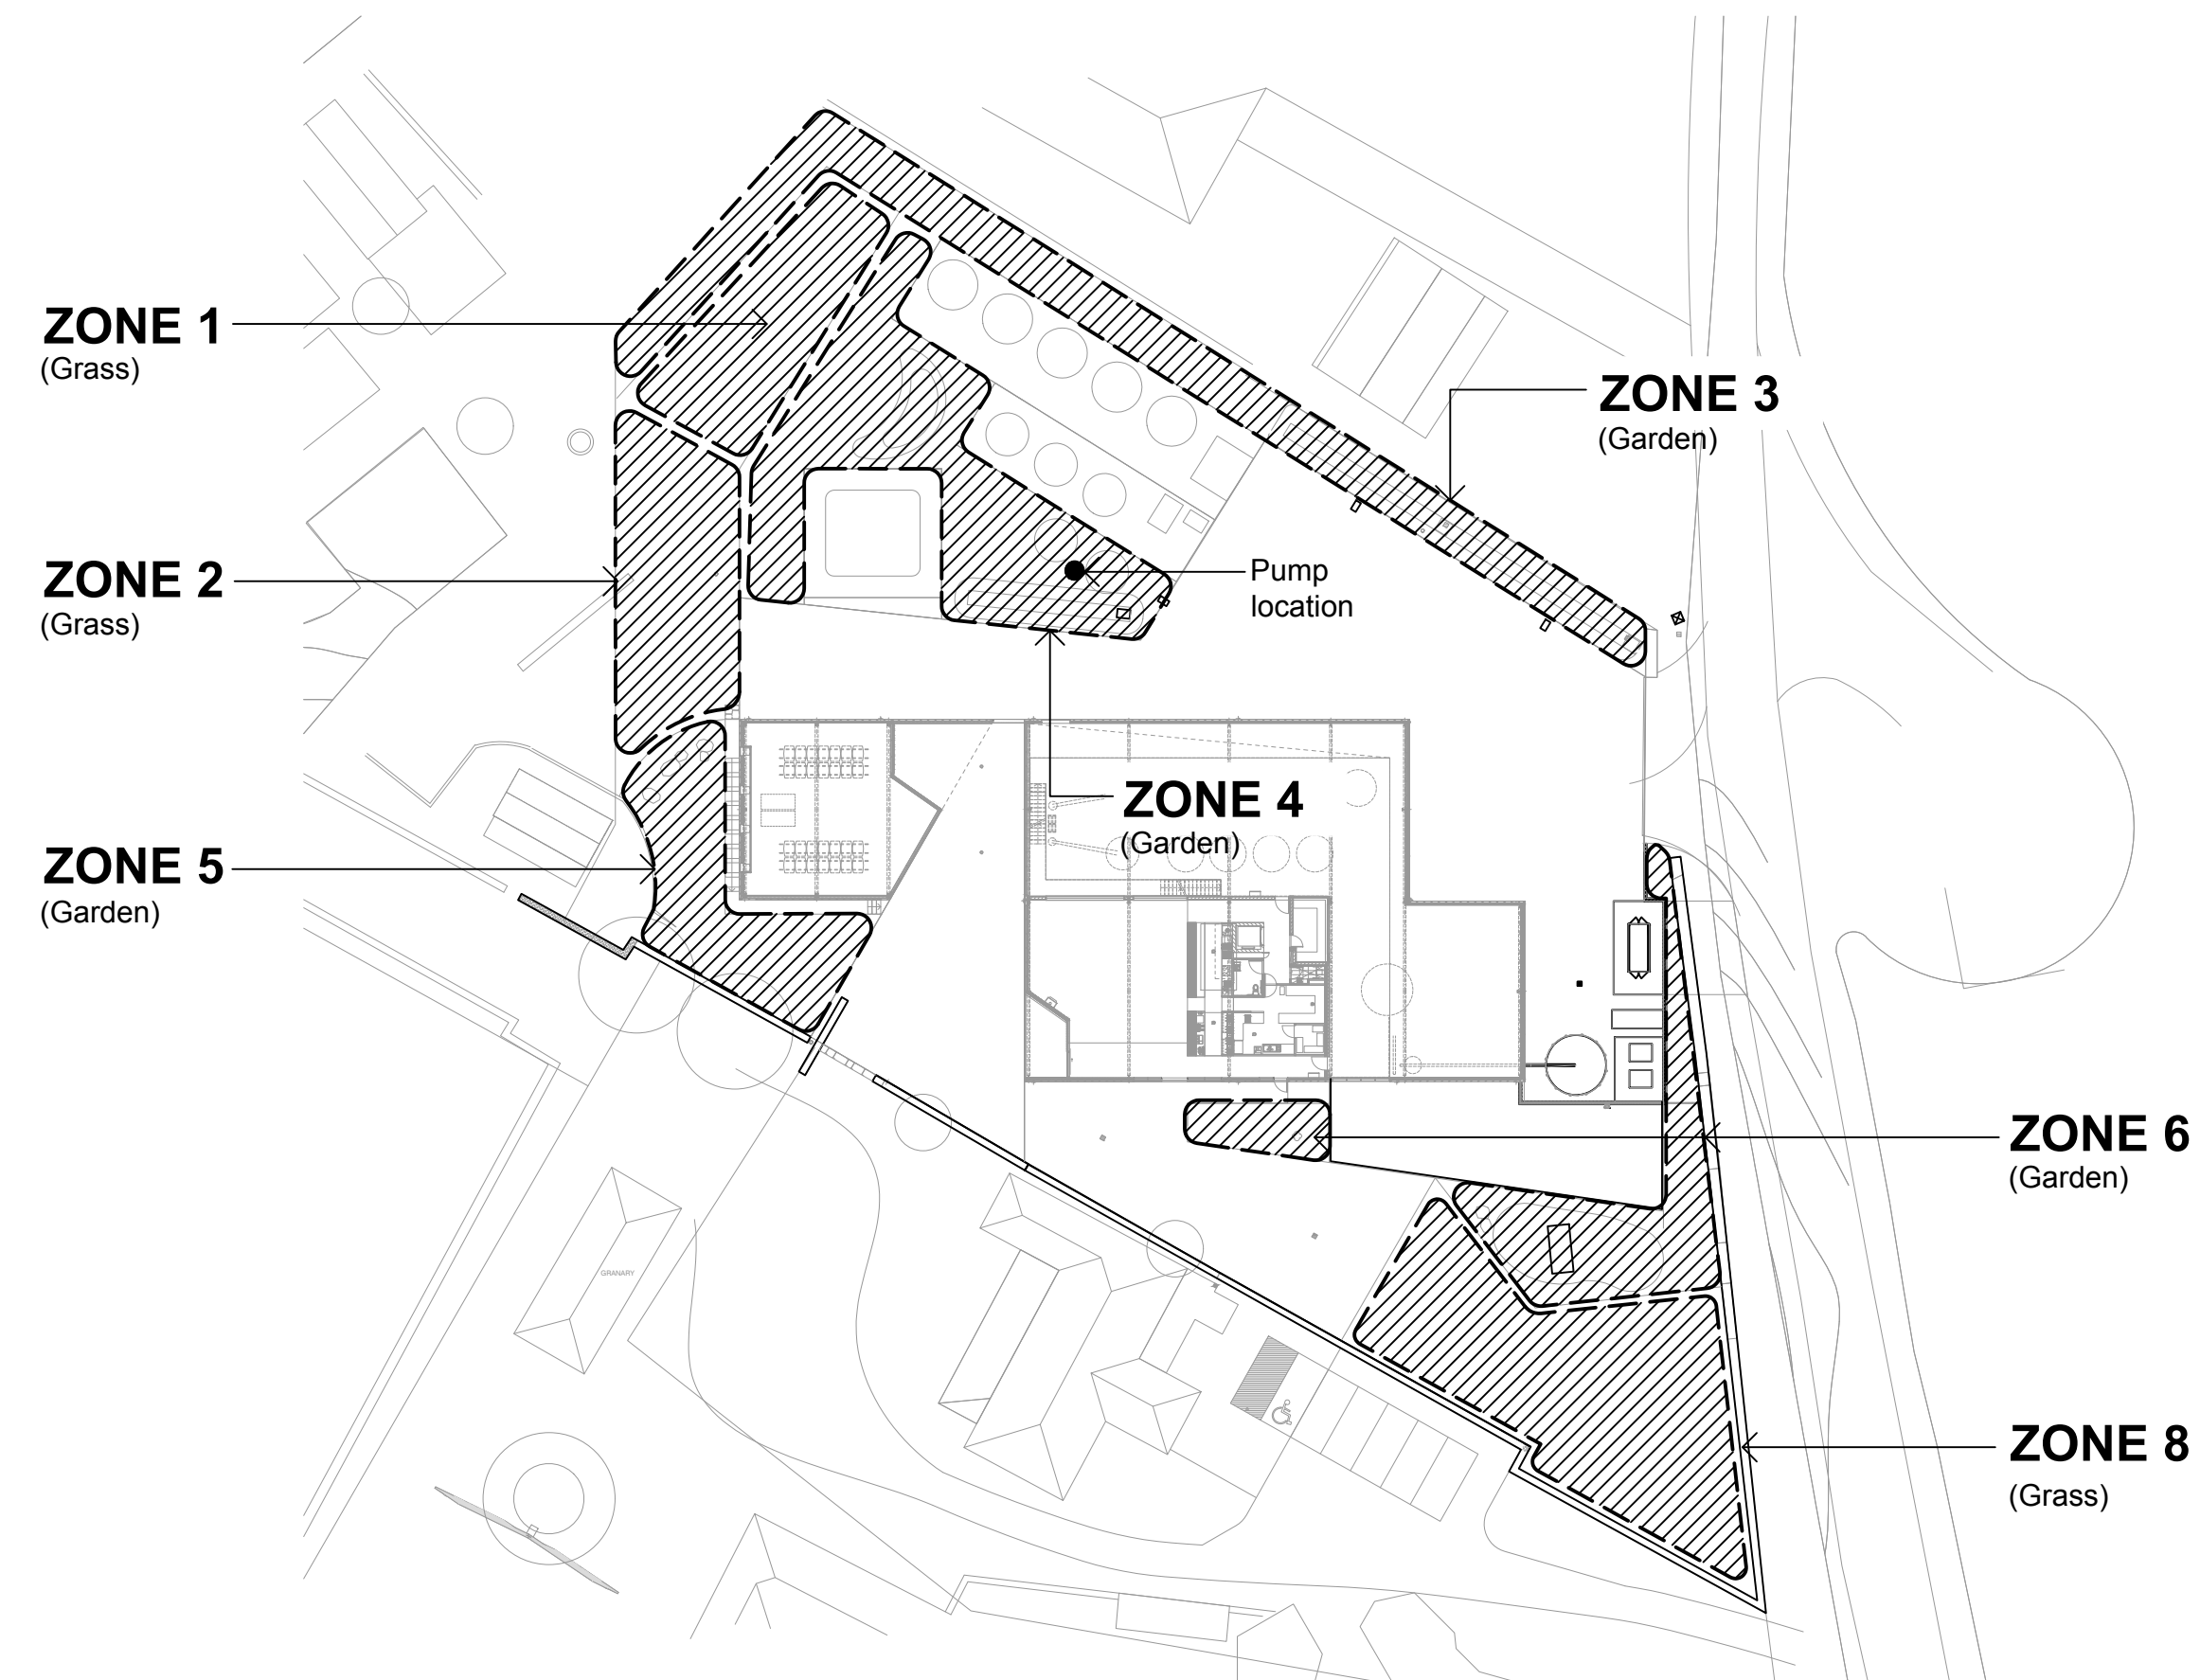 ZONE 1
(Grass)
ZONE 3
(Garden)
ZONE 2
(Grass)
Pump
location
ZONE 4
(Garden)
ZONE 5
(Garden)
ZONE 6
(Garden)
GRANARY
ZONE 8
(Grass)